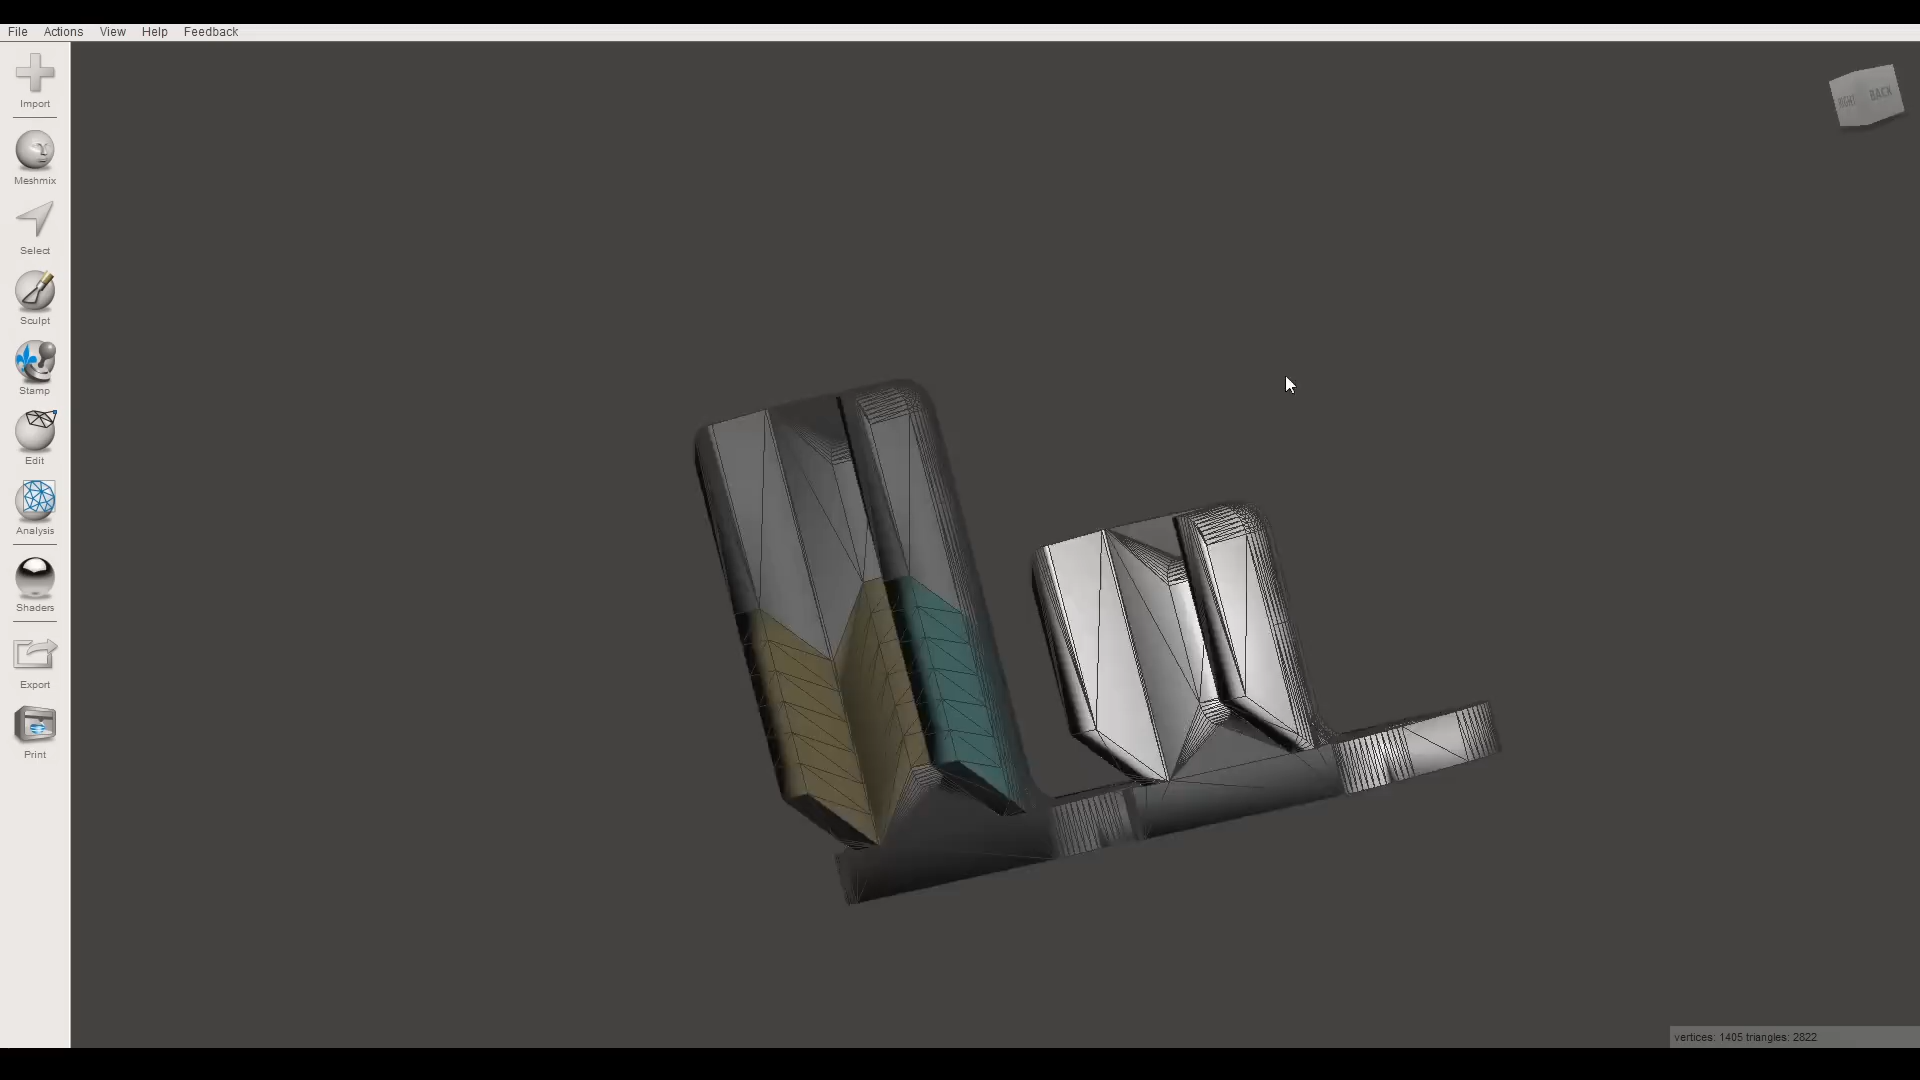 File Actions View Help Feedback
Import
Meshmix
Select
Sculpt
Stamp
Edit
Analysis
Shaders
Export
Print
RIGHT BACK
vertices: 1405 triangles: 2822